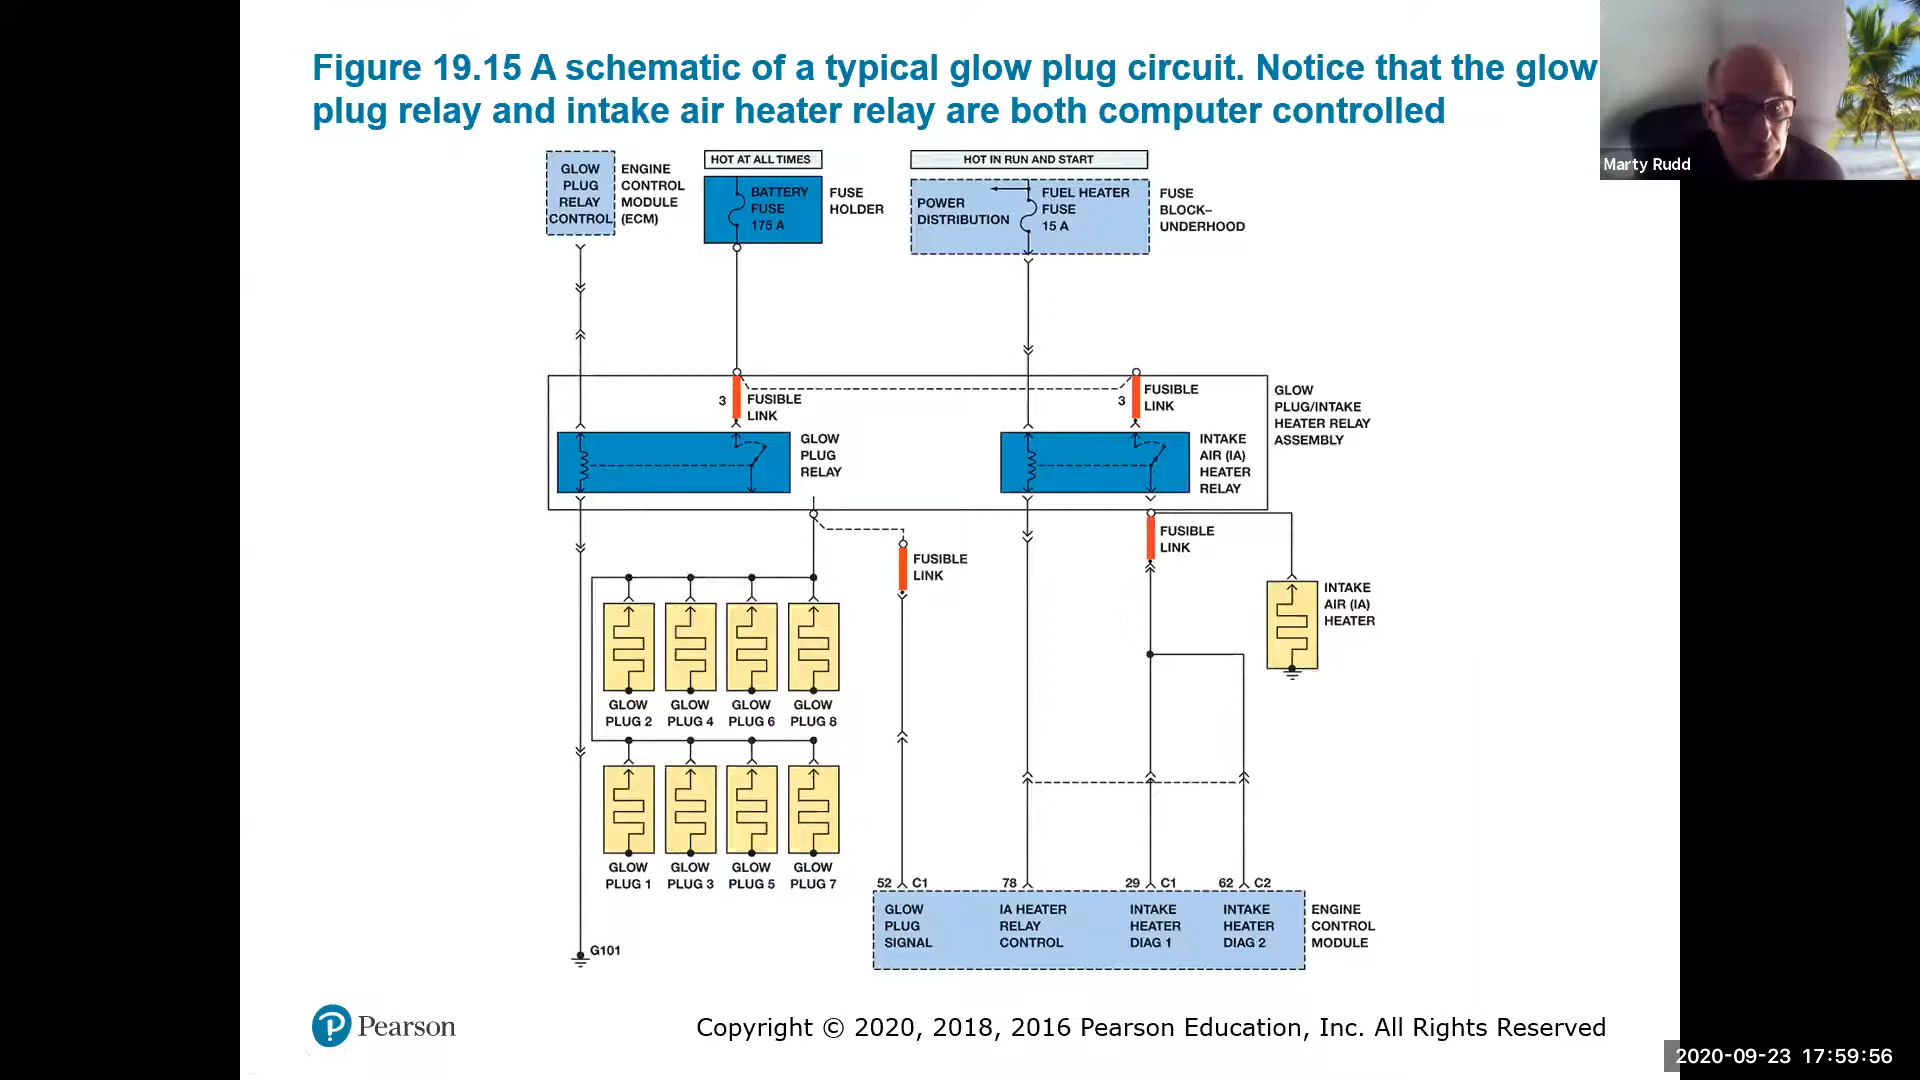 Figure 19.15 A schematic of a typical glow plug circuit. Notice that the glow
plug relay and intake air heater relay are both computer controlled
Marty Rudd
GLOW
PLUG
RELAY
CONTROL
ENGINE
CONTROL
MODULE
(ECM)
HOT AT ALL TIMES
BATTERY
FUSE
175 A
FUSE
HOLDER
HOT IN RUN AND START
POWER
DISTRIBUTION
FUEL HEATER
FUSE
15 A
FUSE
BLOCK–
UNDERHOOD
3
FUSIBLE
LINK
3
FUSIBLE
LINK
GLOW
PLUG/INTAKE
HEATER RELAY
ASSEMBLY
GLOW
PLUG
RELAY
INTAKE
AIR (IA)
HEATER
RELAY
FUSIBLE
LINK
FUSIBLE
LINK
INTAKE
AIR (IA)
HEATER
GLOW
PLUG 2
GLOW
PLUG 4
GLOW
PLUG 6
GLOW
PLUG 8
GLOW
PLUG 1
GLOW
PLUG 3
GLOW
PLUG 5
GLOW
PLUG 7
G101
52 C1
78
29 C1
62 C2
GLOW
PLUG
SIGNAL
IA HEATER
RELAY
CONTROL
INTAKE
HEATER
DIAG 1
INTAKE
HEATER
DIAG 2
ENGINE
CONTROL
MODULE
P Pearson
Copyright © 2020, 2018, 2016 Pearson Education, Inc. All Rights Reserved
2020-09-23 17:59:56